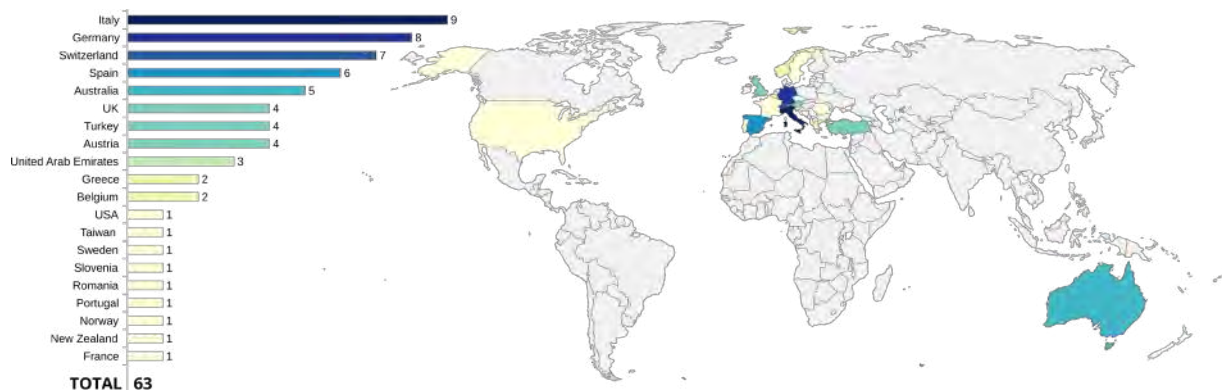 Italy 9
Germany 8
Switzerland 7
Spain 6
Australia 5
UK 4
Turkey 4
Austria 4
United Arab Emirates 3
Greece 2
Belgium 2
USA 1
Taiwan 1
Sweden 1
Slovenia 1
Romania 1
Portugal 1
Norway 1
New Zealand 1
France 1
TOTAL 63